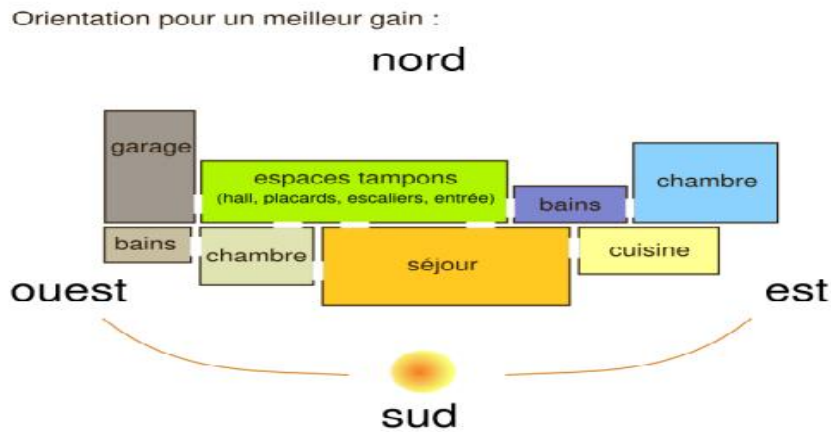 Orientation pour un meilleur gain :
nord
garage
espaces tampons
(hall, placards, escaliers, entrée)
bains
chambre
bains
chambre
séjour
cuisine
ouest
est
sud